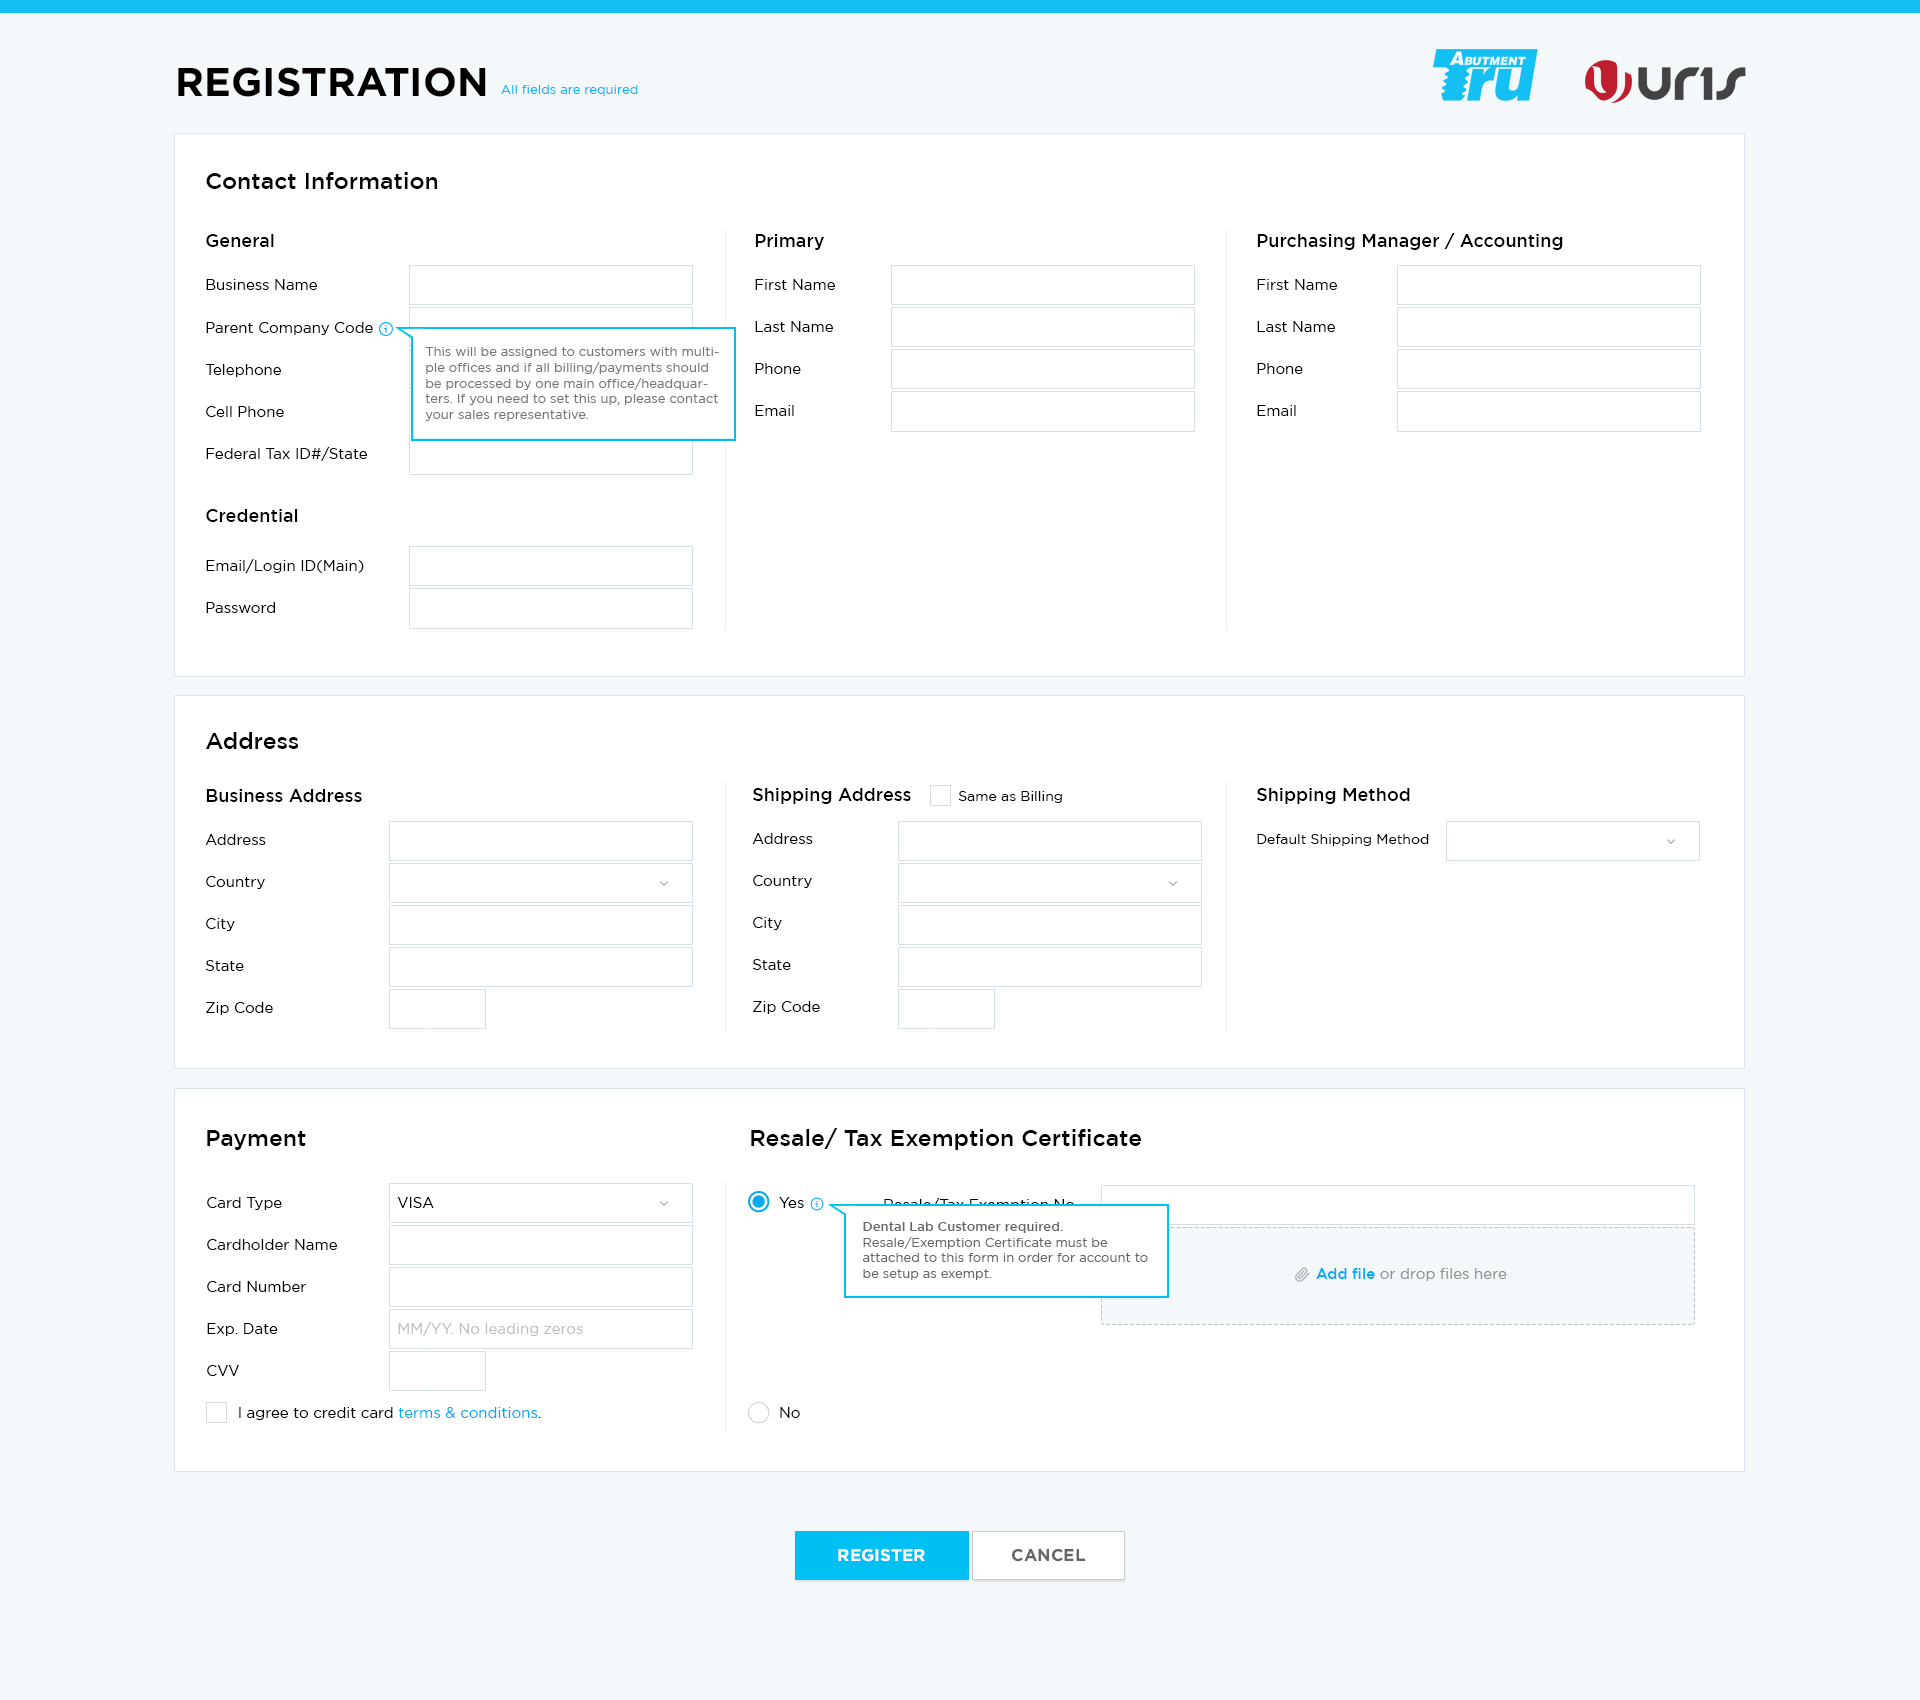 REGISTRATION All fields are required
ABUTMENT
Tru
URIS
Contact Information
General
Business Name
Parent Company Code
This will be assigned to customers with multi-
ple offices and if all billing/payments should
be processed by one main office/headquar-
ters. If you need to set this up, please contact
your sales representative.
Telephone
Cell Phone
Federal Tax ID#/State
Credential
Email/Login ID(Main)
Password
Primary
First Name
Last Name
Phone
Email
Purchasing Manager / Accounting
First Name
Last Name
Phone
Email
Address
Business Address
Address
Country
City
State
Zip Code
Shipping Address Same as Billing
Address
Country
City
State
Zip Code
Shipping Method
Default Shipping Method
Payment
Card Type VISA
Cardholder Name
Card Number
Exp. Date MM/YY. No leading zeros
CVV
I agree to credit card terms & conditions.
Resale/ Tax Exemption Certificate
Yes Resale/Tax Exemption No
Dental Lab Customer required.
Resale/Exemption Certificate must be
attached to this form in order for account to
be setup as exempt.
Add file or drop files here
No
REGISTER CANCEL